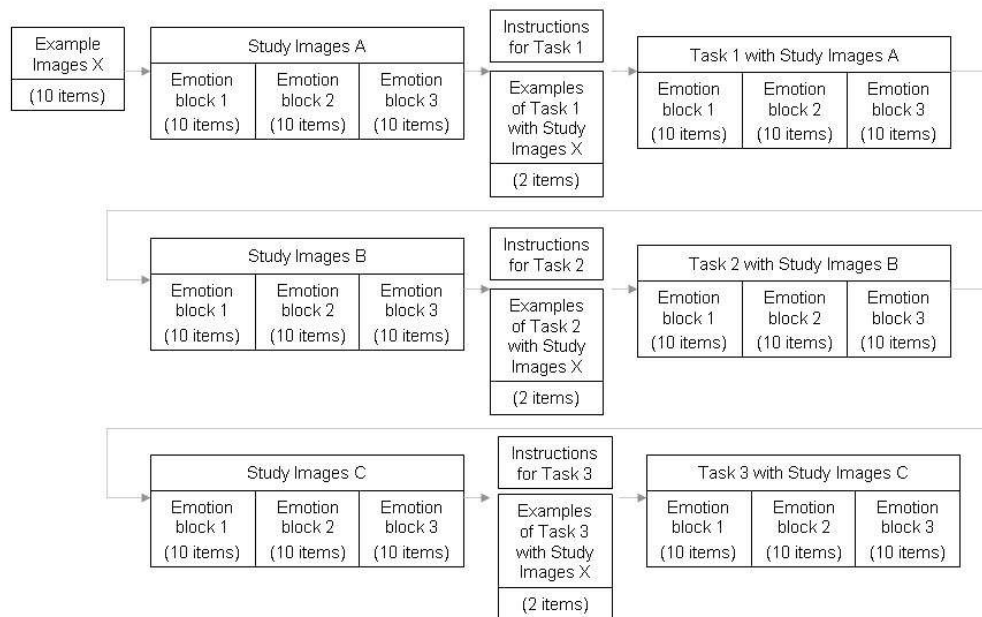 Example
Images X
(10 items)
Study Images A
Emotion
block 1
(10 items)
Emotion
block 2
(10 items)
Emotion
block 3
(10 items)
Instructions
for Task 1
Examples
of Task 1
with Study
Images X
(2 items)
Task 1 with Study Images A
Emotion
block 1
(10 items)
Emotion
block 2
(10 items)
Emotion
block 3
(10 items)
Study Images B
Emotion
block 1
(10 items)
Emotion
block 2
(10 items)
Emotion
block 3
(10 items)
Instructions
for Task 2
Examples
of Task 2
with Study
Images X
(2 items)
Task 2 with Study Images B
Emotion
block 1
(10 items)
Emotion
block 2
(10 items)
Emotion
block 3
(10 items)
Study Images C
Emotion
block 1
(10 items)
Emotion
block 2
(10 items)
Emotion
block 3
(10 items)
Instructions
for Task 3
Examples
of Task 3
with Study
Images X
(2 items)
Task 3 with Study Images C
Emotion
block 1
(10 items)
Emotion
block 2
(10 items)
Emotion
block 3
(10 items)